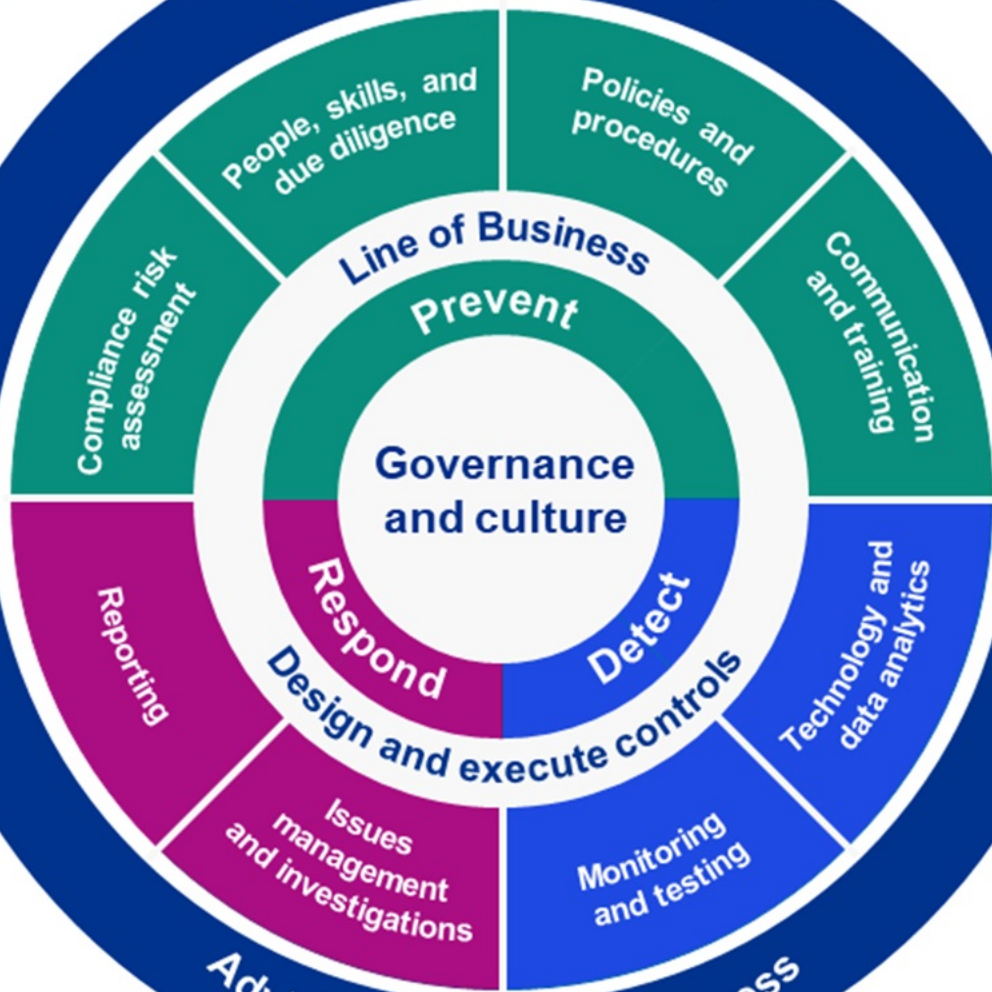 People, skills, and
due diligence
Policies and
procedures
Compliance risk
assessment
Communication
and training
Line of Business
Prevent
Governance
and culture
Respond
Detect
Design and execute controls
Reporting
Technology and
data analytics
Issues
management
and investigations
Monitoring
and testing